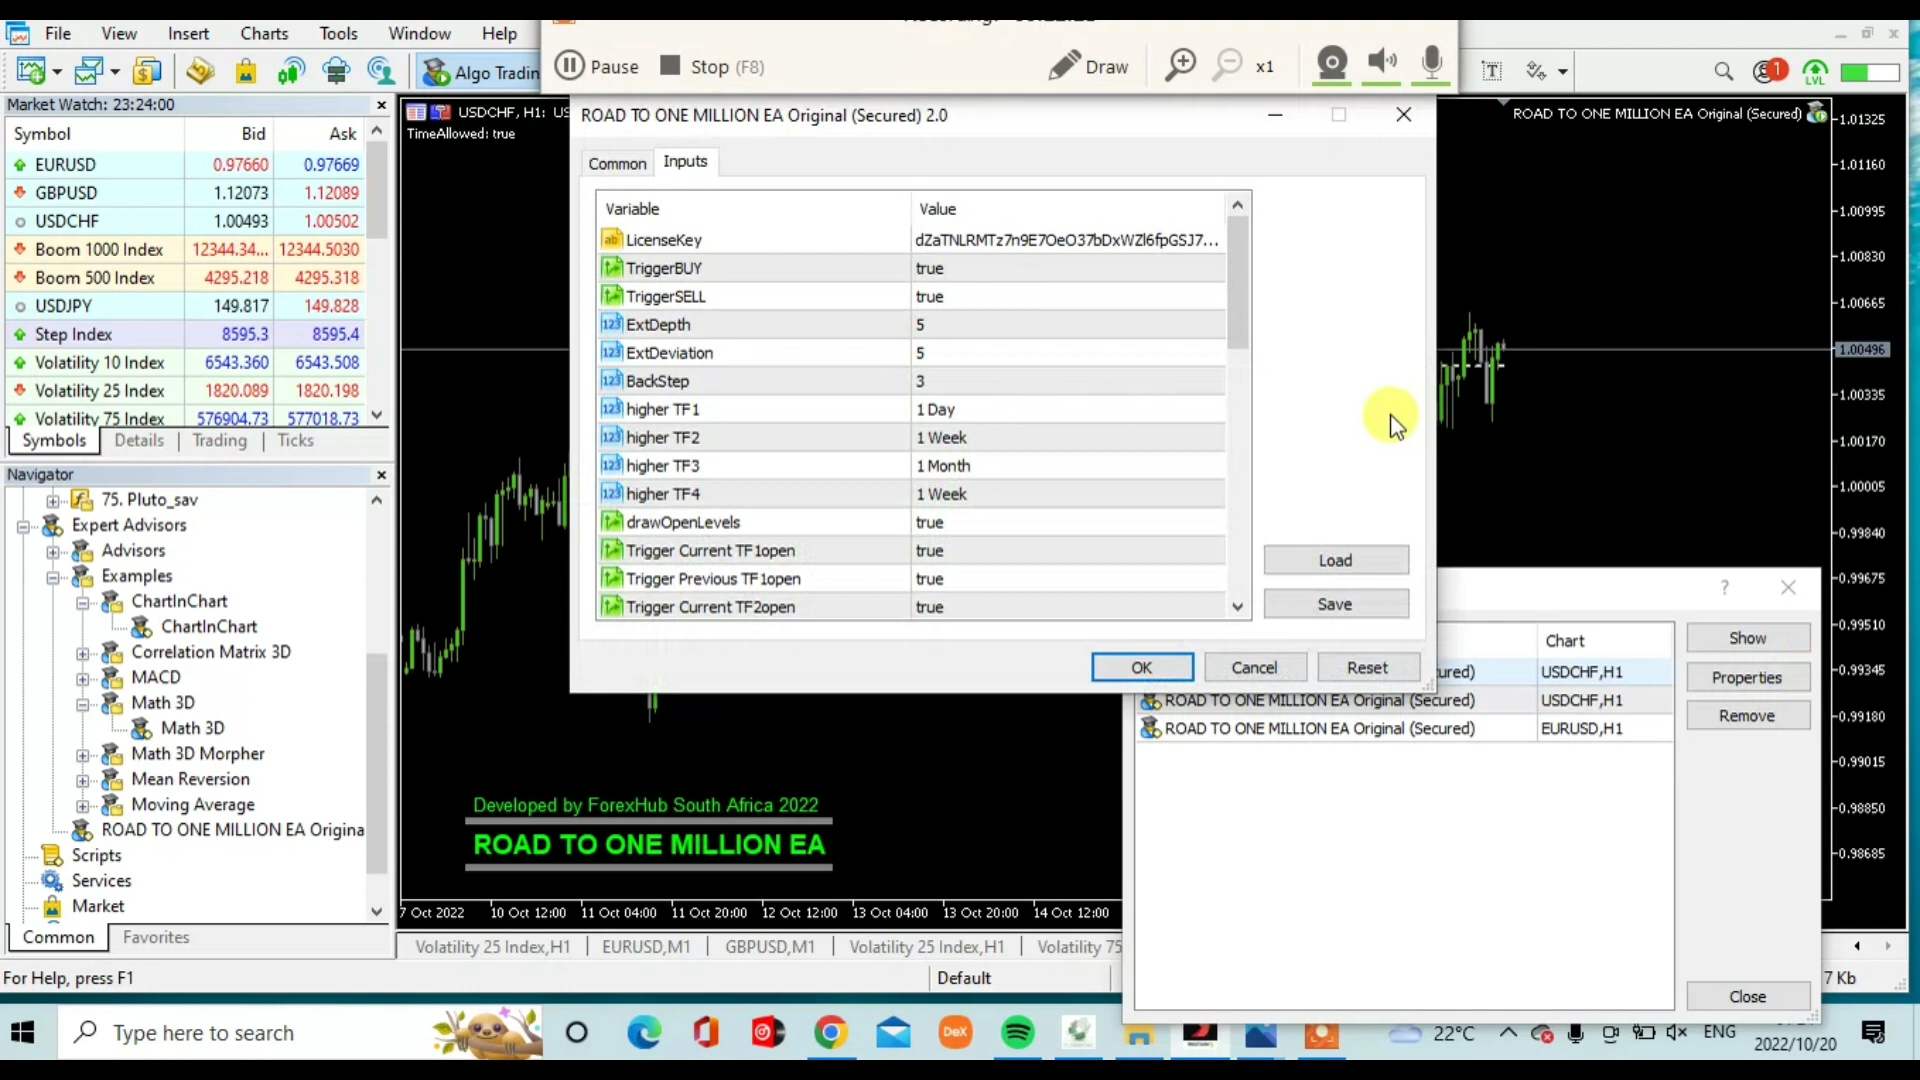 File View Insert Charts Tools Window Help
Pause Stop (F8) Draw x1
Algo Tradin
T 1 LVL
Market Watch: 23:24:00
Symbol Bid Ask
EURUSD 0.97660 0.97669
GBPUSD 1.12073 1.12089
USDCHF 1.00493 1.00502
Boom 1000 Index 12344.34... 12344.5030
Boom 500 Index 4295.218 4295.318
USDJPY 149.817 149.828
Step Index 8595.3 8595.4
Volatility 10 Index 6543.360 6543.508
Volatility 25 Index 1820.089 1820.198
Volatility 75 Index 576904.73 577018.73
Symbols Details Trading Ticks
Navigator
75. Pluto_sav
Expert Advisors
Advisors
Examples
ChartInChart
ChartInChart
Correlation Matrix 3D
MACD
Math 3D
Math 3D
Math 3D Morpher
Mean Reversion
Moving Average
ROAD TO ONE MILLION EA Origina
Scripts
Services
Market
Common Favorites
For Help, press F1
Default
7 Kb
USDCHF, H1: US
TimeAllowed: true
ROAD TO ONE MILLION EA Original (Secured) 2.0
Common Inputs
Variable Value
LicenseKey dZaTNLRMTz7n9E7OeO37bDxWZl6fpGSJ7...
TriggerBUY true
TriggerSELL true
ExtDepth 5
ExtDeviation 5
BackStep 3
higher TF1 1 Day
higher TF2 1 Week
higher TF3 1 Month
higher TF4 1 Week
drawOpenLevels true
Trigger Current TF1open true
Trigger Previous TF1open true
Trigger Current TF2open true
Load
Save
OK Cancel Reset
ROAD TO ONE MILLION EA Original (Secured)
1.01325
1.01160
1.00995
1.00830
1.00665
1.00496
1.00335
1.00170
1.00005
0.99840
0.99675
0.99510
0.99345
0.99180
0.99015
0.98850
0.98685
?
Chart
cured) USDCHF,H1
ROAD TO ONE MILLION EA Original (Secured) USDCHF,H1
ROAD TO ONE MILLION EA Original (Secured) EURUSD,H1
Show
Properties
Remove
Close
Developed by ForexHub South Africa 2022
ROAD TO ONE MILLION EA
7 Oct 2022 10 Oct 12:00 11 Oct 04:00 11 Oct 20:00 12 Oct 12:00 13 Oct 04:00 13 Oct 20:00 14 Oct 12:00
Volatility 25 Index,H1 EURUSD,M1 GBPUSD,M1 Volatility 25 Index,H1 Volatility 75
Type here to search
DeX
22°C
ENG
2022/10/20